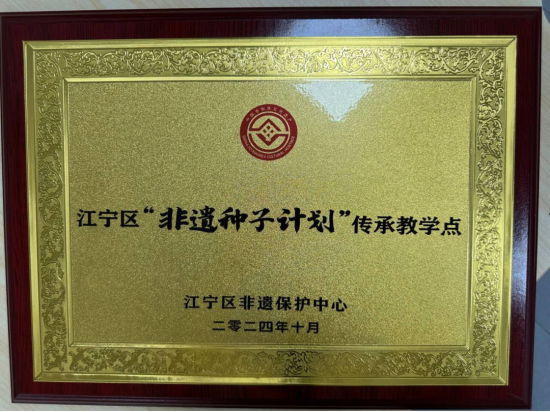 江宁区“非遗种子计划”传承教学点
江宁区非遗保护中心
二零二四年十月